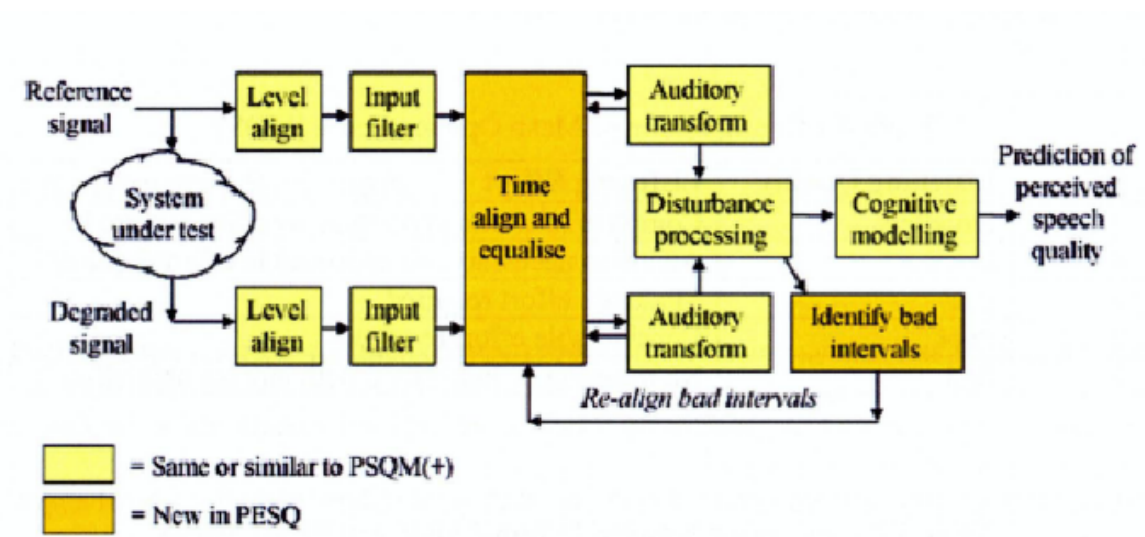 Reference
signal
Level
align
Input
filter
Auditory
transform
System
under test
Time
align and
equalise
Disturbance
processing
Cognitive
modelling
Prediction of
perceived
speech
quality
Degraded
signal
Level
align
Input
filter
Auditory
transform
Identify bad
intervals
Re-align bad intervals
= Same or similar to PSQM(+)
= New in PESQ